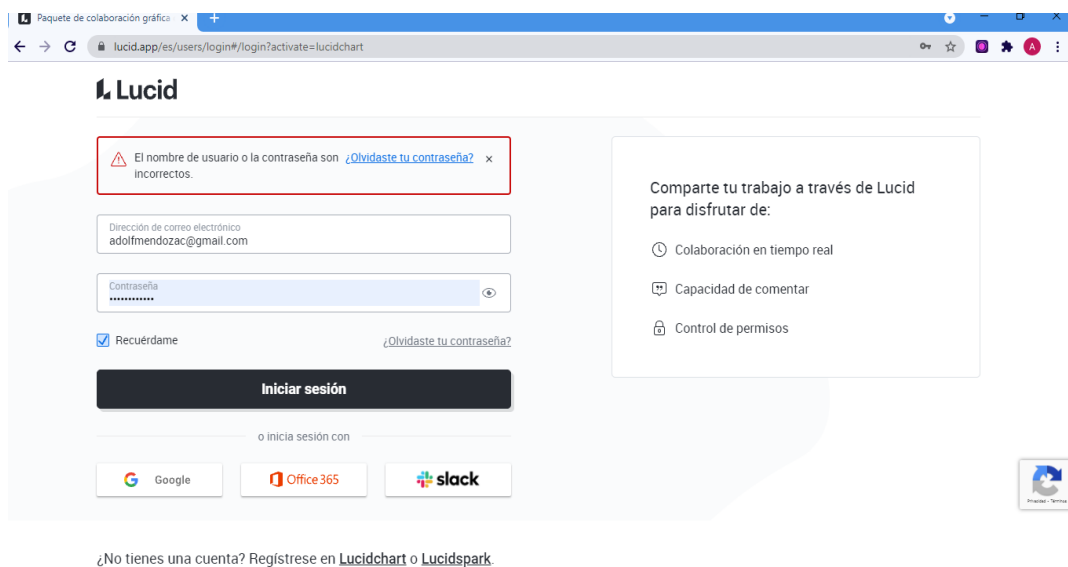 Paquete de colaboración gráfica
lucid.app/es/users/login#/login?activate=lucidchart
A
Lucid
El nombre de usuario o la contraseña son ¿Olvidaste tu contraseña?
incorrectos.
Dirección de correo electrónico
adolfmendozac@gmail.com
Contraseña
Recuérdame
¿Olvidaste tu contraseña?
Iniciar sesión
o inicia sesión con
Google
Office 365
slack
Comparte tu trabajo a través de Lucid
para disfrutar de:
Colaboración en tiempo real
Capacidad de comentar
Control de permisos
Privacidad - Términos
¿No tienes una cuenta? Regístrese en Lucidchart o Lucidspark.